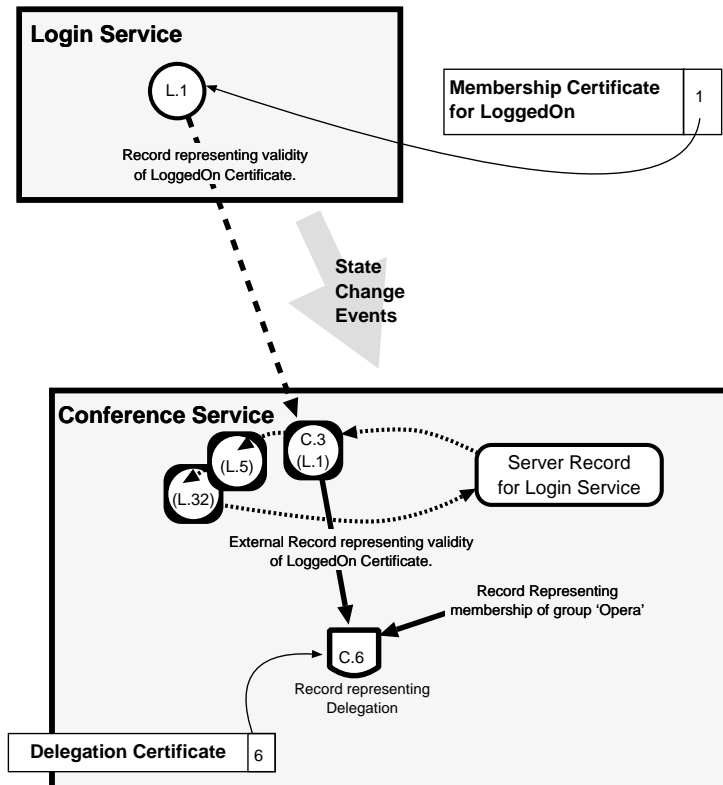 Login Service
L.1
Membership Certificate
for LoggedOn
1
Record representing validity
of LoggedOn Certificate.
State
Change
Events
Conference Service
C.3
(L.1)
(L.5)
(L.32)
Server Record
for Login Service
External Record representing validity
of LoggedOn Certificate.
Record Representing
membership of group ‘Opera’
C.6
Record representing
Delegation
Delegation Certificate
6